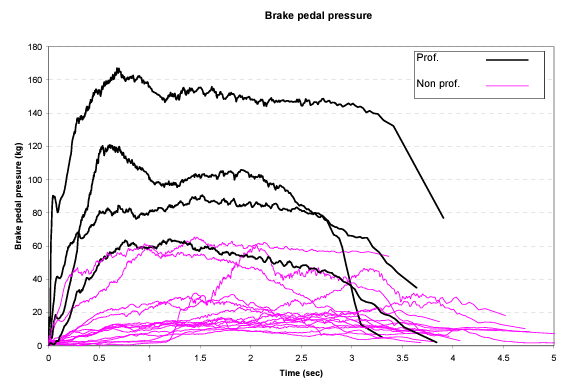 Brake pedal pressure
Prof.
Non prof.
Brake pedal pressure (kg)
180
160
140
120
100
80
60
40
20
0
0 0.5 1 1.5 2 2.5 3 3.5 4 4.5 5
Time (sec)